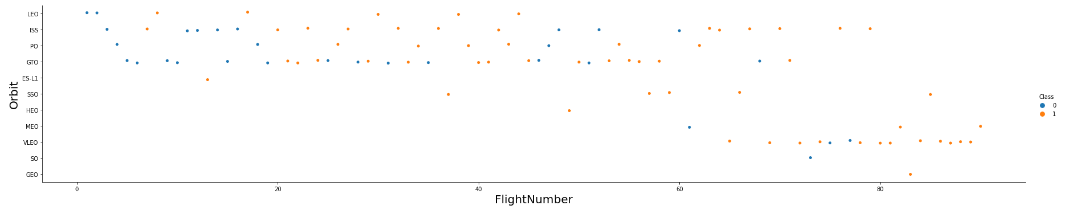 LEO
ISS
PO
GTO
ES-L1
SSO
HEO
MEO
VLEO
SO
GEO
Orbit
0
20
40
60
80
FlightNumber
Class
0
1